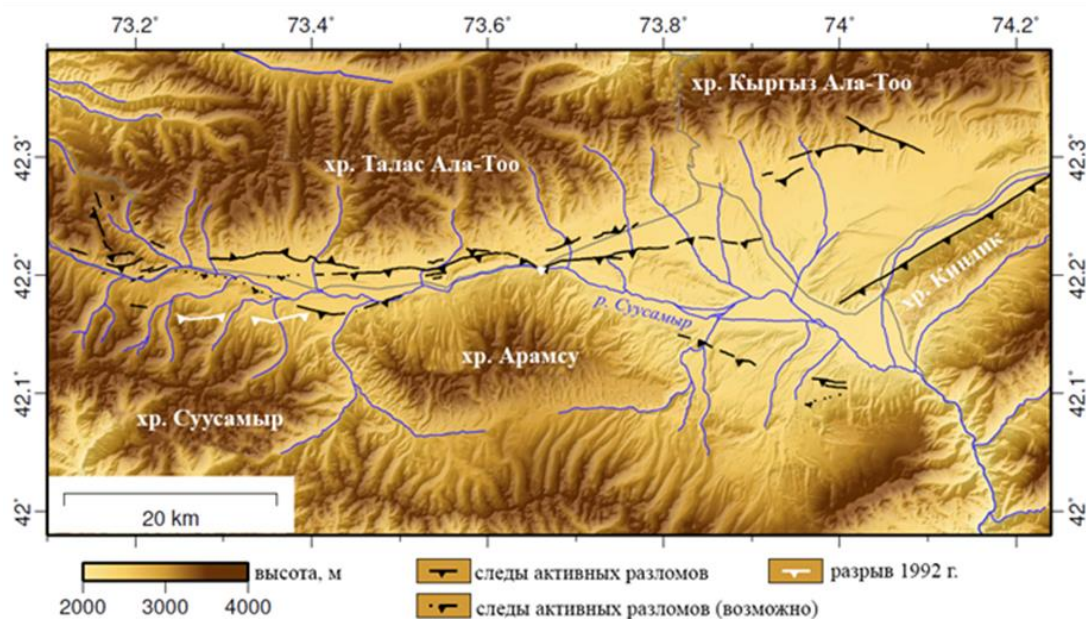 73.2° 73.4° 73.6° 73.8° 74° 74.2°
хр. Кыргыз Ала-Тоо
42.3° 42.3°
хр. Талас Ала-Тоо
хр. Кинлик
42.2° 42.2°
р. Суусамыр
хр. Арамсу
42.1° 42.1°
хр. Суусамыр
20 km
42° 42°
высота, м
2000 3000 4000
следы активных разломов
разрыв 1992 г.
следы активных разломов (возможно)